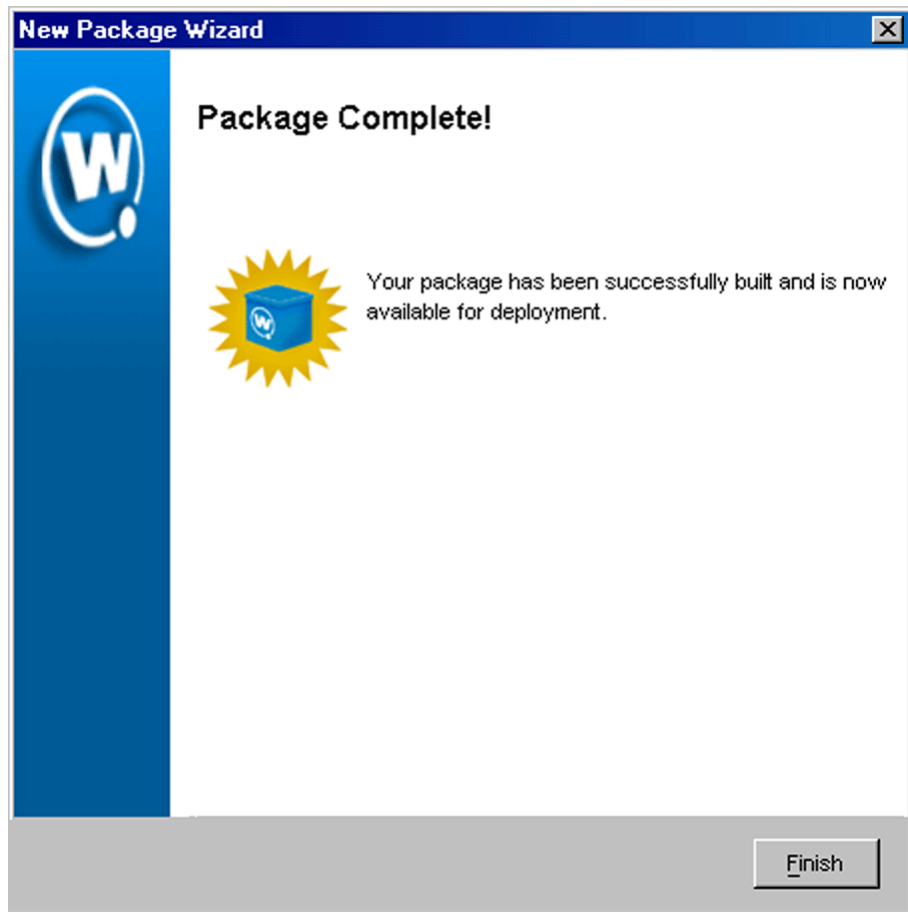 New Package Wizard
W
Package Complete!
W
Your package has been successfully built and is now
available for deployment.
Finish